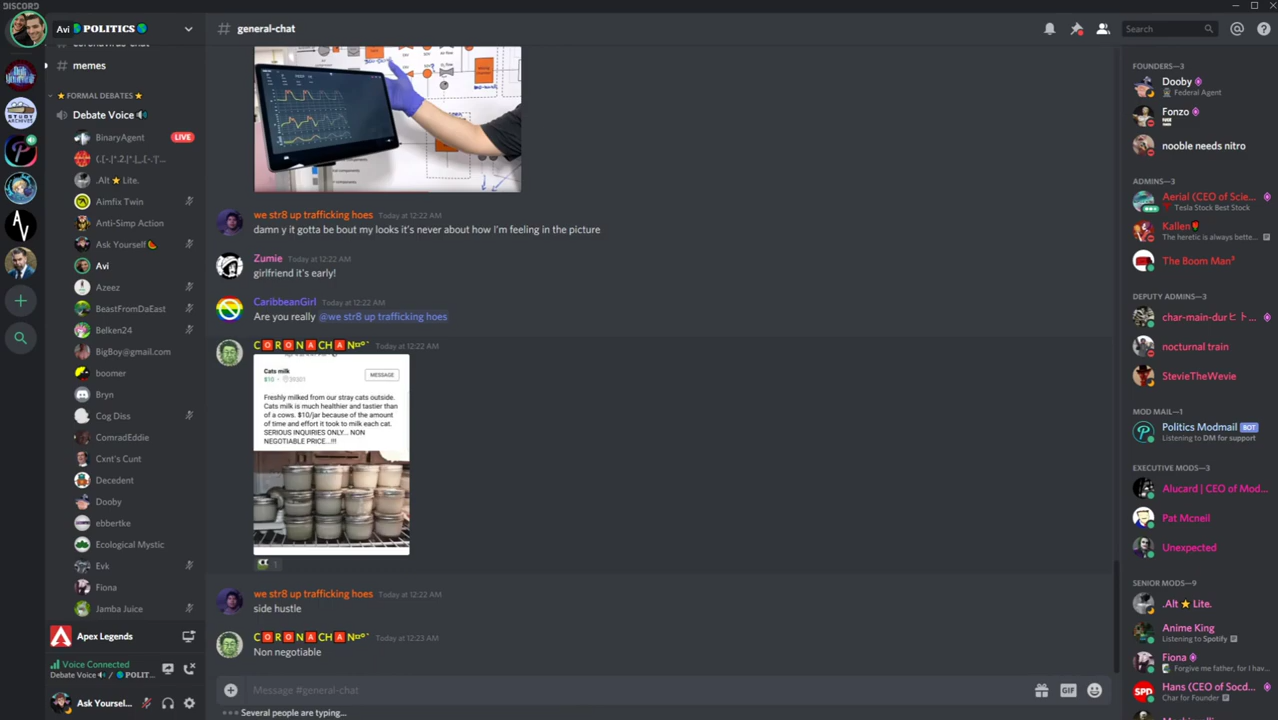 DISCORD
Avi POLITICS
general-chat
Search
memes
FORMAL DEBATES
Debate Voice
BinaryAgent
LIVE
.Alt ★ Lite.
Aimfix Twin
Anti-Simp Action
Ask Yourself
Avi
Azeez
BeastFromDaEast
Belken24
BigBoy@gmail.com
boomer
Bryn
Cog Diss
ComradEddie
Cxnt's Cunt
Decedent
Dooby
ebbertke
Ecological Mystic
Evk
Fiona
Jamba Juice
Apex Legends
Voice Connected
Debate Voice / POLIT...
Ask Yoursel...
we str8 up trafficking hoes Today at 12:22 AM
damn y it gotta be bout my looks it's never about how I'm feeling in the picture
Zumie Today at 12:22 AM
girlfriend it's early!
CaribbeanGirl Today at 12:22 AM
Are you really @we str8 up trafficking hoes
C O R O N A C H A N Today at 12:22 AM
Cats milk
MESSAGE
$10 · 39201
Freshly milked from our stray cats outside.
Cats milk is much healthier and tastier than
of a cows. $10/jar because of the amount
of time and effort it took to milk each cat.
SERIOUS INQUIRIES ONLY... NON
NEGOTIABLE PRICE...!!!
1
we str8 up trafficking hoes Today at 12:22 AM
side hustle
C O R O N A C H A N Today at 12:23 AM
Non negotiable
Message #general-chat
GIF
Several people are typing...
FOUNDERS—3
Dooby
Federal Agent
Fonzo
nooble needs nitro
ADMINS—3
Aerial (CEO of Scie...
Tesla Stock Best Stock
Kallen
The heretic is always bette...
The Boom Man²
DEPUTY ADMINS—3
char-main-durヒト...
nocturnal train
StevieTheWevie
MOD MAIL—1
Politics Modmail BOT
Listening to DM for support
EXECUTIVE MODS—3
Alucard | CEO of Mod...
Pat Mcneil
Unexpected
SENIOR MODS—9
.Alt ★ Lite.
Anime King
Listening to Spotify
Fiona
Forgive me father, for I hav...
SPD
Hans (CEO of Socd...
Char for Founder